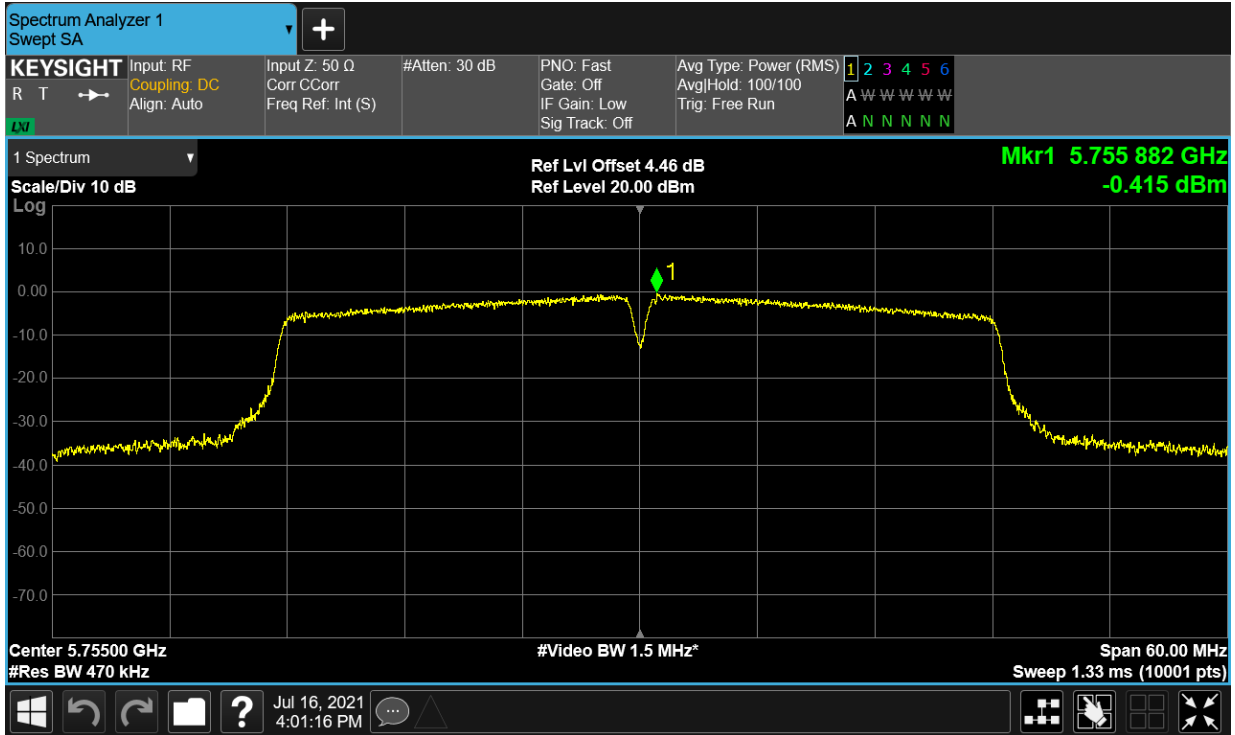 Spectrum Analyzer 1
Swept SA
KEYSIGHT
R T
LXI
Input: RF
Coupling: DC
Align: Auto
Input Z: 50 Ω
Corr CCorr
Freq Ref: Int (S)
#Atten: 30 dB
PNO: Fast
Gate: Off
IF Gain: Low
Sig Track: Off
Avg Type: Power (RMS)
Avg|Hold: 100/100
Trig: Free Run
1 2 3 4 5 6
A W W W W W
A N N N N N
1 Spectrum
Scale/Div 10 dB
Log
Ref Lvl Offset 4.46 dB
Ref Level 20.00 dBm
Mkr1 5.755 882 GHz
-0.415 dBm
1
10.0
0.00
-10.0
-20.0
-30.0
-40.0
-50.0
-60.0
-70.0
Center 5.75500 GHz
#Res BW 470 kHz
#Video BW 1.5 MHz*
Span 60.00 MHz
Sweep 1.33 ms (10001 pts)
?
Jul 16, 2021
4:01:16 PM